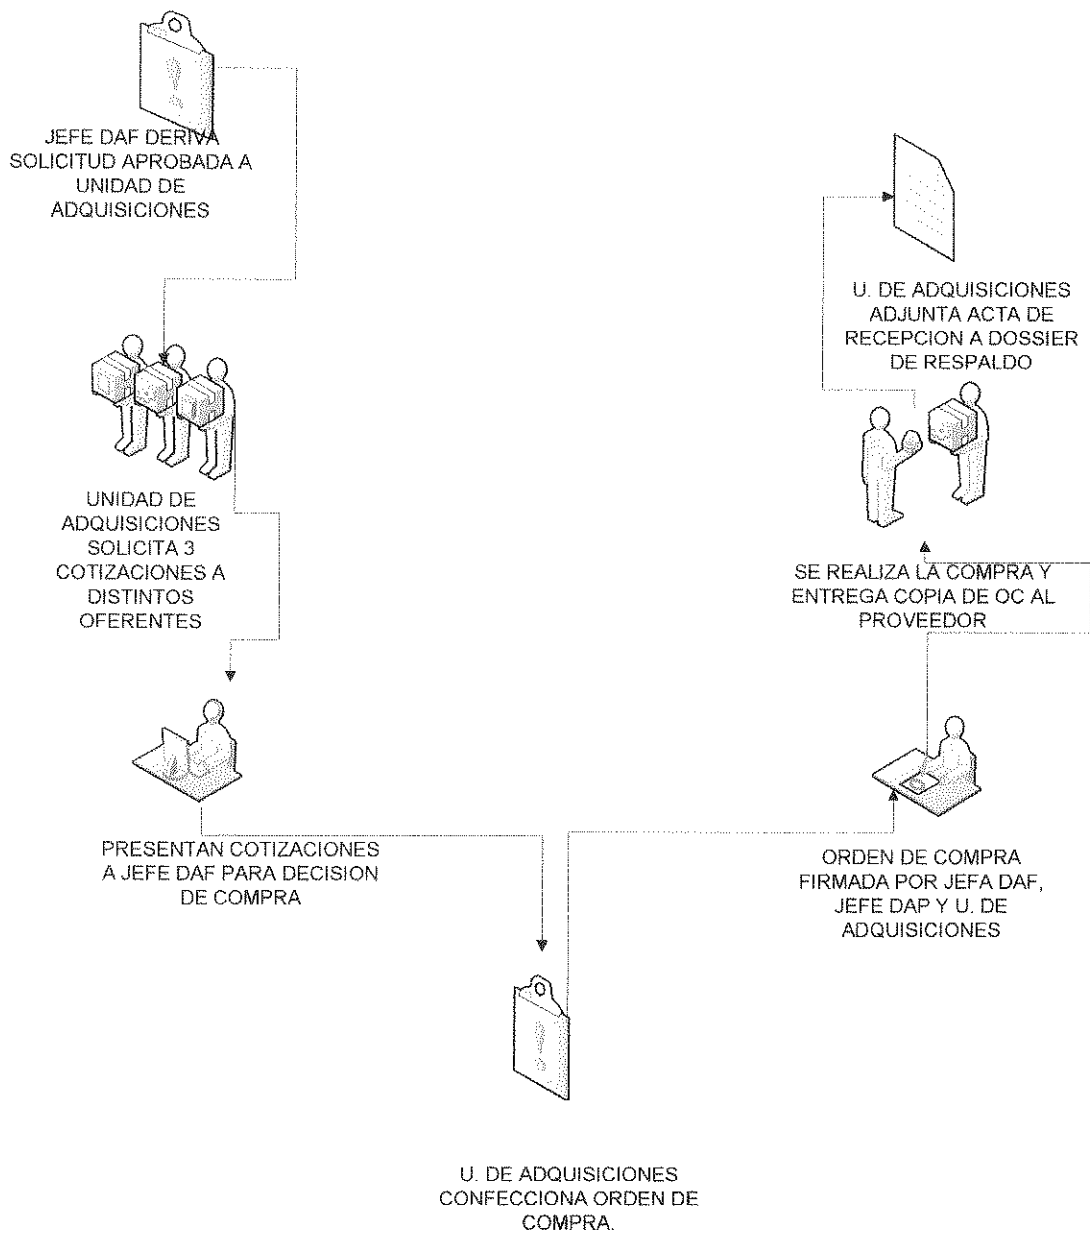 JEFE DAF DERIVA
SOLICITUD APROBADA A
UNIDAD DE
ADQUISICIONES
UNIDAD DE
ADQUISICIONES
SOLICITA 3
COTIZACIONES A
DISTINTOS
OFERENTES
PRESENTAN COTIZACIONES
A JEFE DAF PARA DECISION
DE COMPRA
U. DE ADQUISICIONES
CONFECCIONA ORDEN DE
COMPRA.
ORDEN DE COMPRA
FIRMADA POR JEFA DAF,
JEFE DAP Y U. DE
ADQUISICIONES
SE REALIZA LA COMPRA Y
ENTREGA COPIA DE OC AL
PROVEEDOR
U. DE ADQUISICIONES
ADJUNTA ACTA DE
RECEPCION A DOSSIER
DE RESPALDO